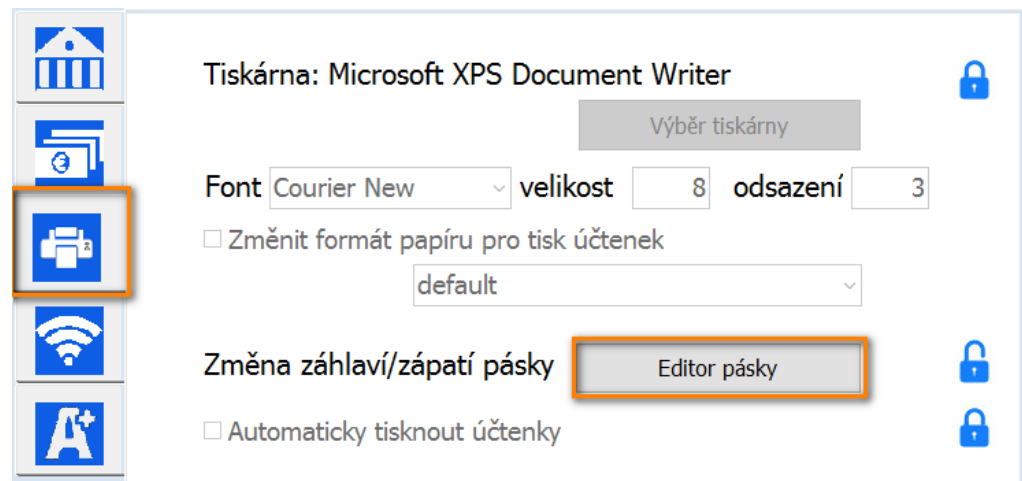 Tiskárna: Microsoft XPS Document Writer
Výběr tiskárny
Font Courier New velikost 8 odsazení 3
Změnit formát papíru pro tisk účtenek
default
Změna záhlaví/zápatí pásky Editor pásky
Automaticky tisknout účtenky